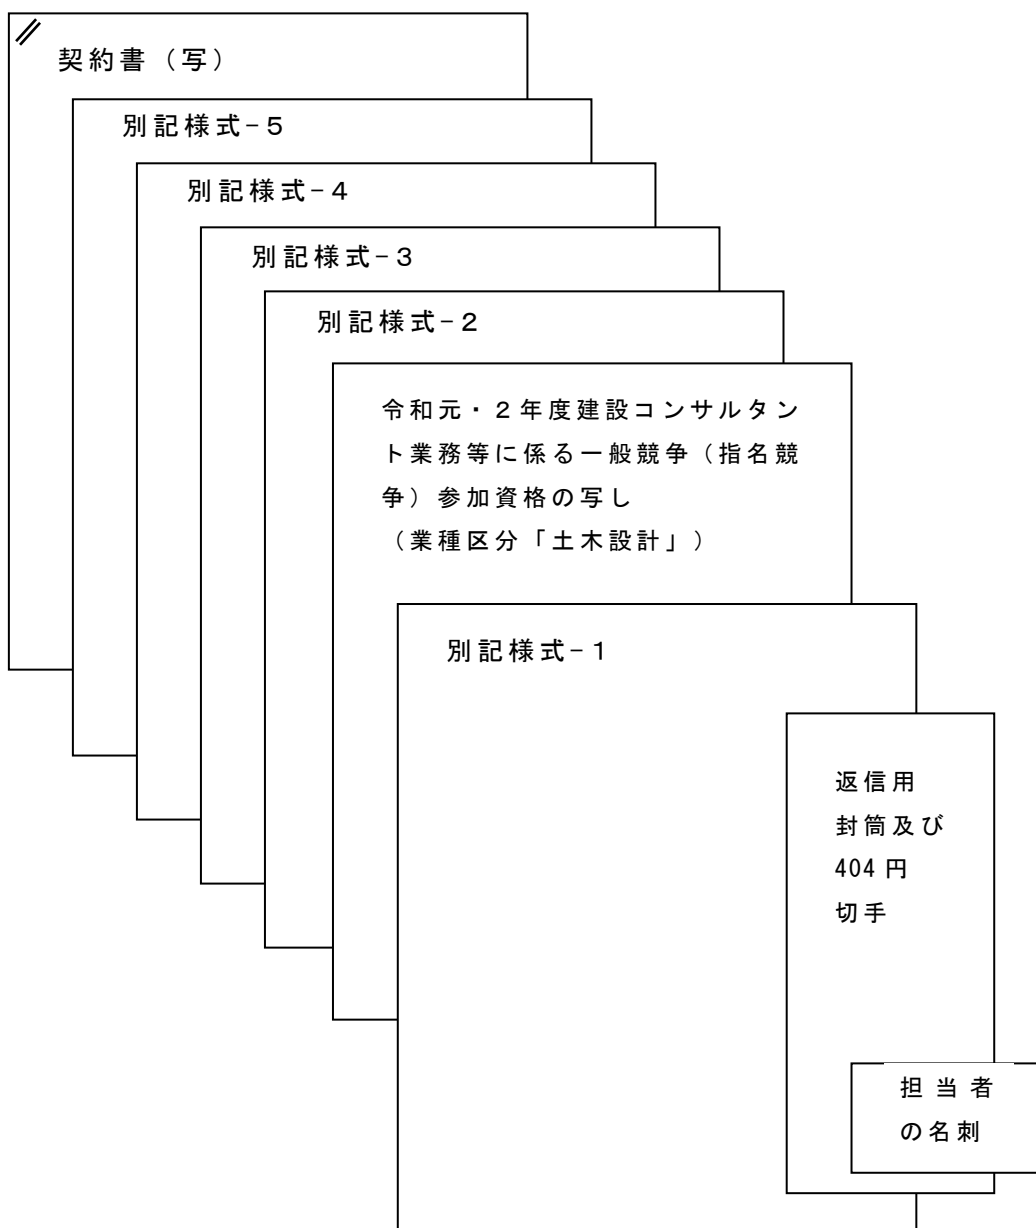 契約書（写）
別記様式－５
別記様式－４
別記様式－３
別記様式－２
令和元・２年度建設コンサルタン
ト業務等に係る一般競争（指名競
争）参加資格の写し
（業種区分「土木設計」）
別記様式－１
返信用
封筒及び
404 円
切手
担当者
の名刺